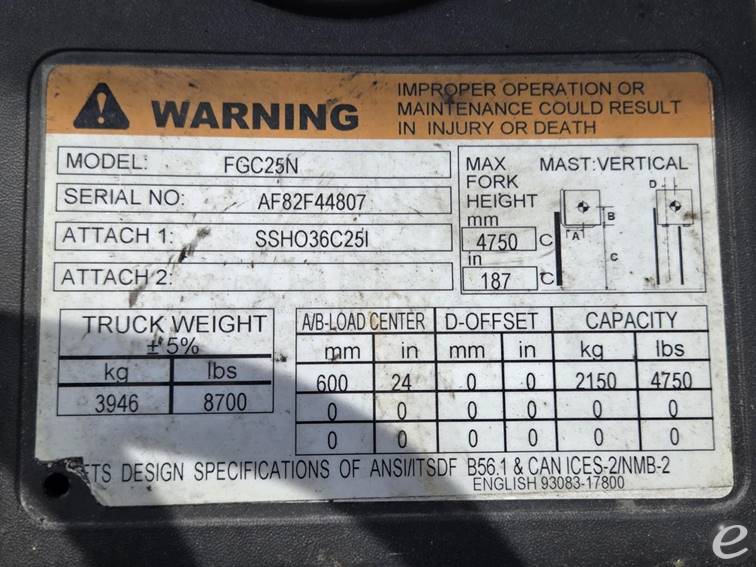 WARNING
IMPROPER OPERATION OR
MAINTENANCE COULD RESULT
IN INJURY OR DEATH
MODEL: FGC25N
SERIAL NO: AF82F44807
ATTACH 1: SSHO36C25I
ATTACH 2:
MAX MAST:VERTICAL
FORK
HEIGHT
mm
4750 C
in
187 C
D
B
A
C
TRUCK WEIGHT
±5%
kg lbs
3946 8700
A/B-LOAD CENTER D-OFFSET CAPACITY
mm in mm in kg lbs
600 24 0 0 2150 4750
0 0 0 0 0 0
0 0 0 0 0 0
ETS DESIGN SPECIFICATIONS OF ANSI/ITSDF B56.1 & CAN ICES-2/NMB-2
ENGLISH 93083-17800
e